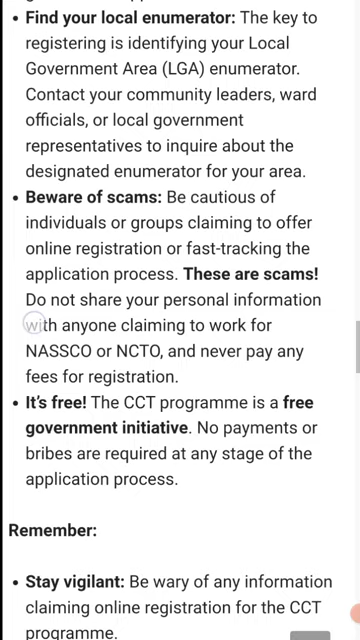 • Find your local enumerator: The key to
registering is identifying your Local
Government Area (LGA) enumerator.
Contact your community leaders, ward
officials, or local government
representatives to inquire about the
designated enumerator for your area.
• Beware of scams: Be cautious of
individuals or groups claiming to offer
online registration or fast-tracking the
application process. These are scams!
Do not share your personal information
with anyone claiming to work for
NASSCO or NCTO, and never pay any
fees for registration.
• It’s free! The CCT programme is a free
government initiative. No payments or
bribes are required at any stage of the
application process.
Remember:
• Stay vigilant: Be wary of any information
claiming online registration for the CCT
programme.